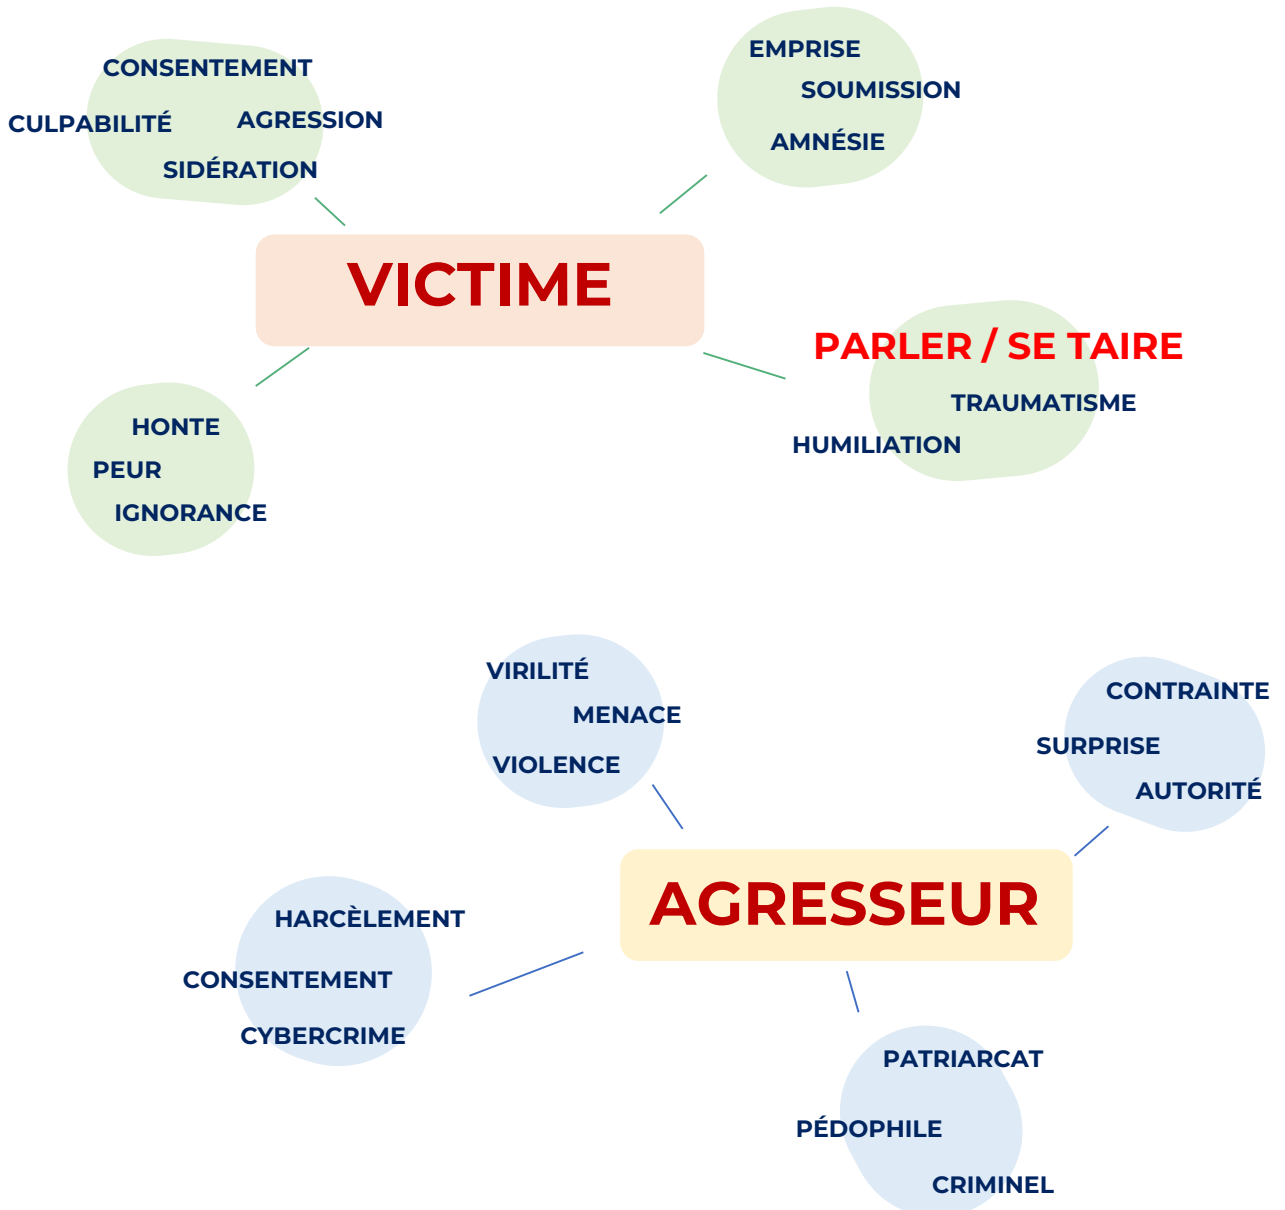 CONSENTEMENT
CULPABILITÉ
AGRESSION
SIDÉRATION
EMPRISE
SOUMISSION
AMNÉSIE
VICTIME
PARLER / SE TAIRE
TRAUMATISME
HUMILIATION
HONTE
PEUR
IGNORANCE
VIRILITÉ
MENACE
VIOLENCE
CONTRAINTE
SURPRISE
AUTORITÉ
AGRESSEUR
HARCÈLEMENT
CONSENTEMENT
CYBERCRIME
PATRIARCAT
PÉDOPHILE
CRIMINEL